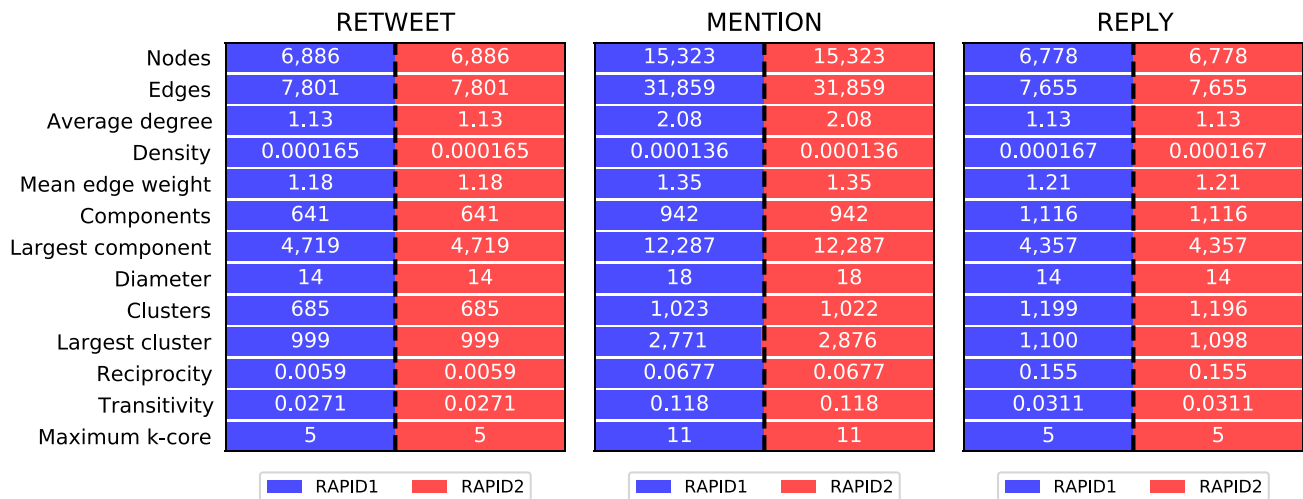 RETWEET MENTION REPLY
Nodes 6,886 6,886 15,323 15,323 6,778 6,778
Edges 7,801 7,801 31,859 31,859 7,655 7,655
Average degree 1.13 1.13 2.08 2.08 1.13 1.13
Density 0.000165 0.000165 0.000136 0.000136 0.000167 0.000167
Mean edge weight 1.18 1.18 1.35 1.35 1.21 1.21
Components 641 641 942 942 1,116 1,116
Largest component 4,719 4,719 12,287 12,287 4,357 4,357
Diameter 14 14 18 18 14 14
Clusters 685 685 1,023 1,022 1,199 1,196
Largest cluster 999 999 2,771 2,876 1,100 1,098
Reciprocity 0.0059 0.0059 0.0677 0.0677 0.155 0.155
Transitivity 0.0271 0.0271 0.118 0.118 0.0311 0.0311
Maximum k-core 5 5 11 11 5 5
RAPID1 RAPID2 RAPID1 RAPID2 RAPID1 RAPID2